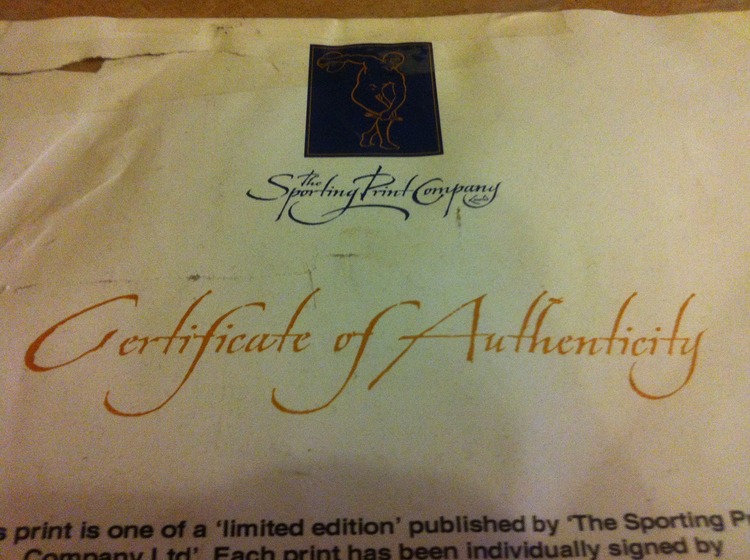 The
Sporting Print Company
Certificate of Authenticity
s print is one of a 'limited edition' published by 'The Sporting Pr
Company Ltd'. Each print has been individually signed by